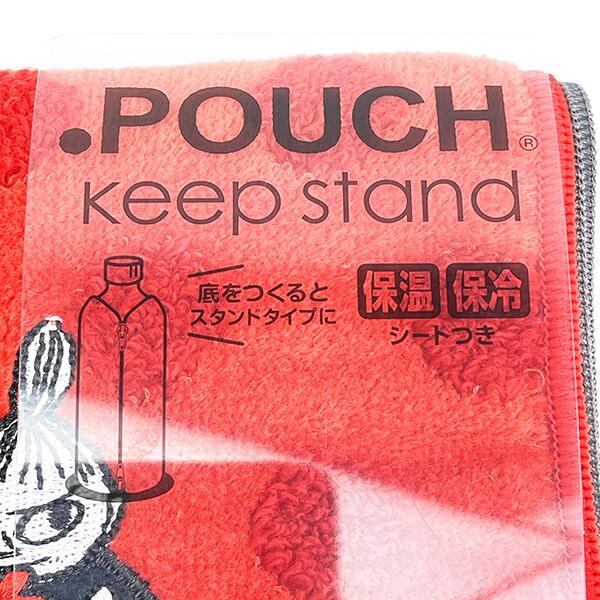 .POUCH®
keep stand
底をつくると
スタンドタイプに
保温 保冷
シートつき